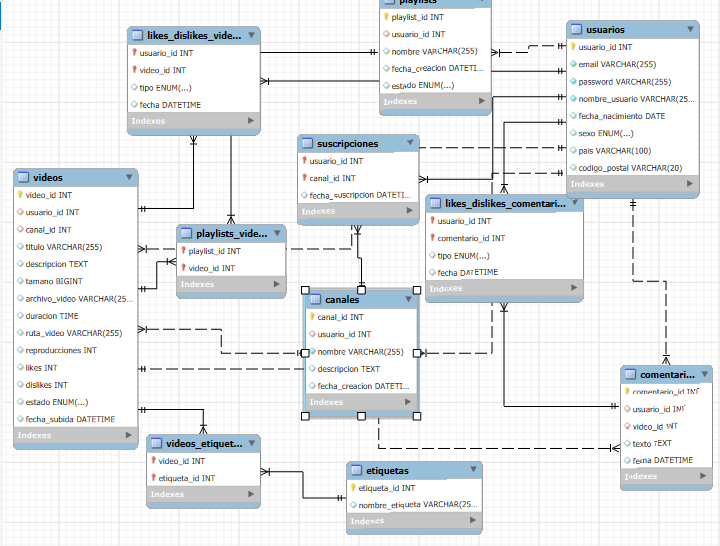 playlists
playlist_id INT
usuario_id INT
nombre VARCHAR(255)
fecha_creacion DATETI...
estado ENUM(...)
Indexes
likes_dislikes_vide...
usuario_id INT
video_id INT
tipo ENUM(...)
fecha DATETIME
Indexes
usuarios
usuario_id INT
email VARCHAR(255)
password VARCHAR(255)
nombre_usuario VARCHAR(25...
fecha_nacimiento DATE
sexo ENUM(...)
pais VARCHAR(100)
codigo_postal VARCHAR(20)
Indexes
suscripciones
usuario_id INT
canal_id INT
fecha_suscripcion DATETI...
Indexes
videos
video_id INT
usuario_id INT
canal_id INT
titulo VARCHAR(255)
descripcion TEXT
tamano BIGINT
archivo_video VARCHAR(25...
duracion TIME
ruta_video VARCHAR(255)
reproducciones INT
likes INT
dislikes INT
estado ENUM(...)
fecha_subida DATETIME
Indexes
playlists_vide...
playlist_id INT
video_id INT
Indexes
likes_dislikes_comentari...
usuario_id INT
comentario_id INT
tipo ENUM(...)
fecha DATETIME
Indexes
canales
canal_id INT
usuario_id INT
nombre VARCHAR(255)
descripcion TEXT
fecha_creacion DATETI...
Indexes
comentari...
comentario_id INT
usuario_id INT
video_id INT
texto TEXT
fecha DATETIME
Indexes
videos_etiquet...
video_id INT
etiqueta_id INT
Indexes
etiquetas
etiqueta_id INT
nombre_etiqueta VARCHAR(25...
Indexes